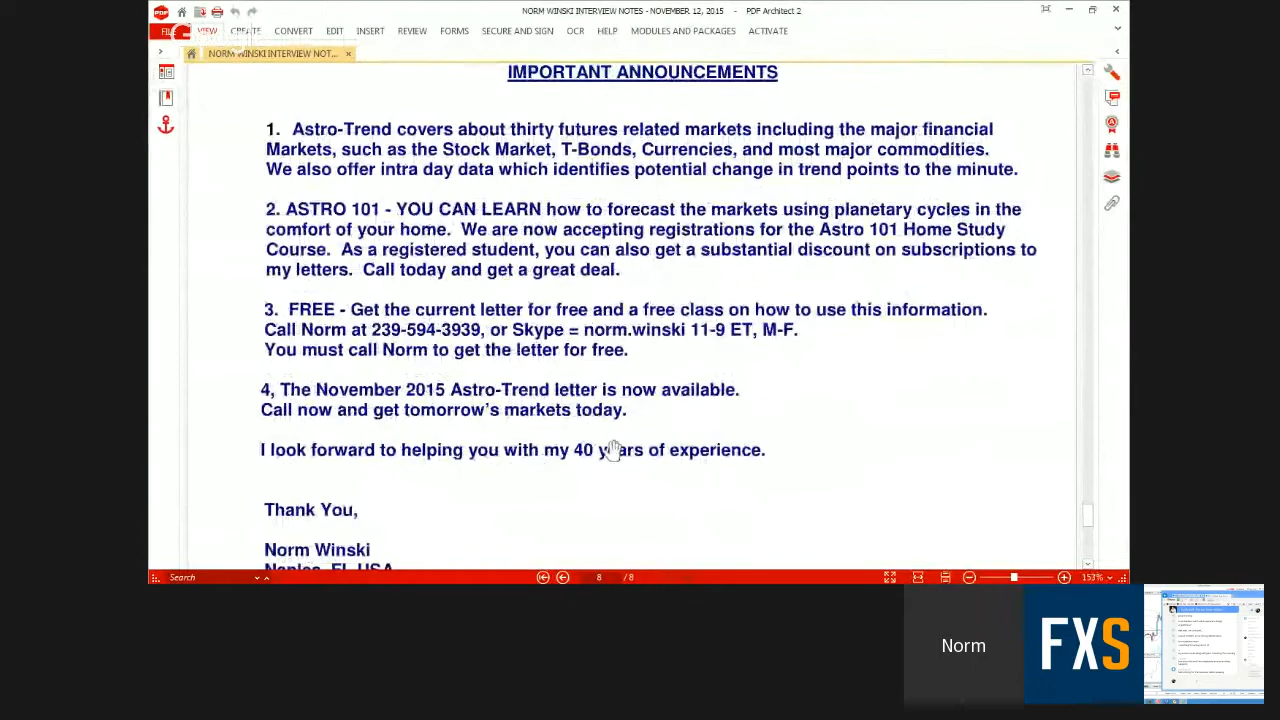 NORM WINSKI INTERVIEW NOTES - NOVEMBER 12, 2015 - PDF Architect 2
FILE VIEW CREATE CONVERT EDIT INSERT REVIEW FORMS SECURE AND SIGN OCR HELP MODULES AND PACKAGES ACTIVATE
NORM WINSKI INTERVIEW NOT...
IMPORTANT ANNOUNCEMENTS
1. Astro-Trend covers about thirty futures related markets including the major financial
Markets, such as the Stock Market, T-Bonds, Currencies, and most major commodities.
We also offer intra day data which identifies potential change in trend points to the minute.
2. ASTRO 101 - YOU CAN LEARN how to forecast the markets using planetary cycles in the
comfort of your home. We are now accepting registrations for the Astro 101 Home Study
Course. As a registered student, you can also get a substantial discount on subscriptions to
my letters. Call today and get a great deal.
3. FREE - Get the current letter for free and a free class on how to use this information.
Call Norm at 239-594-3939, or Skype = norm.winski 11-9 ET, M-F.
You must call Norm to get the letter for free.
4, The November 2015 Astro-Trend letter is now available.
Call now and get tomorrow's markets today.
I look forward to helping you with my 40 years of experience.
Thank You,
Norm Winski
Naples, FL USA
Search 8 / 8 153%
Norm
FXS